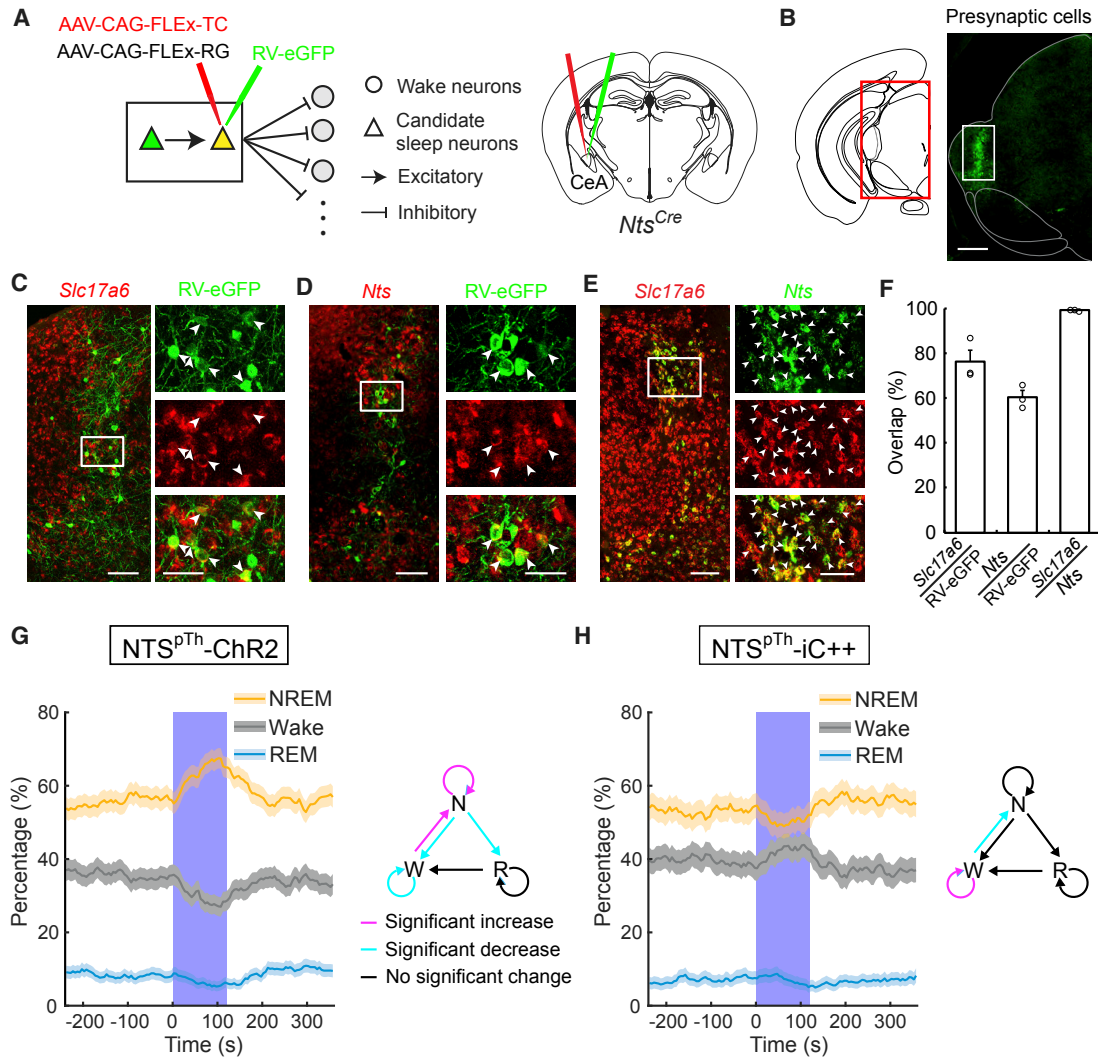 A
AAV-CAG-FLEx-TC
AAV-CAG-FLEx-RG
RV-eGFP
Wake neurons
Candidate
sleep neurons
Excitatory
Inhibitory
CeA
Nts^Cre
B
Presynaptic cells
C
Slc17a6
RV-eGFP
D
Nts
RV-eGFP
E
Slc17a6
Nts
F
Overlap (%)
100
80
60
40
20
0
Slc17a6
RV-eGFP
Nts
RV-eGFP
Slc17a6
Nts
G
NTS^pTh-ChR2
NREM
Wake
REM
Percentage (%)
80
60
40
20
0
-200 -100 0 100 200 300
Time (s)
N
W
R
Significant increase
Significant decrease
No significant change
H
NTS^pTh-iC++
NREM
Wake
REM
Percentage (%)
80
60
40
20
0
-200 -100 0 100 200 300
Time (s)
N
W
R